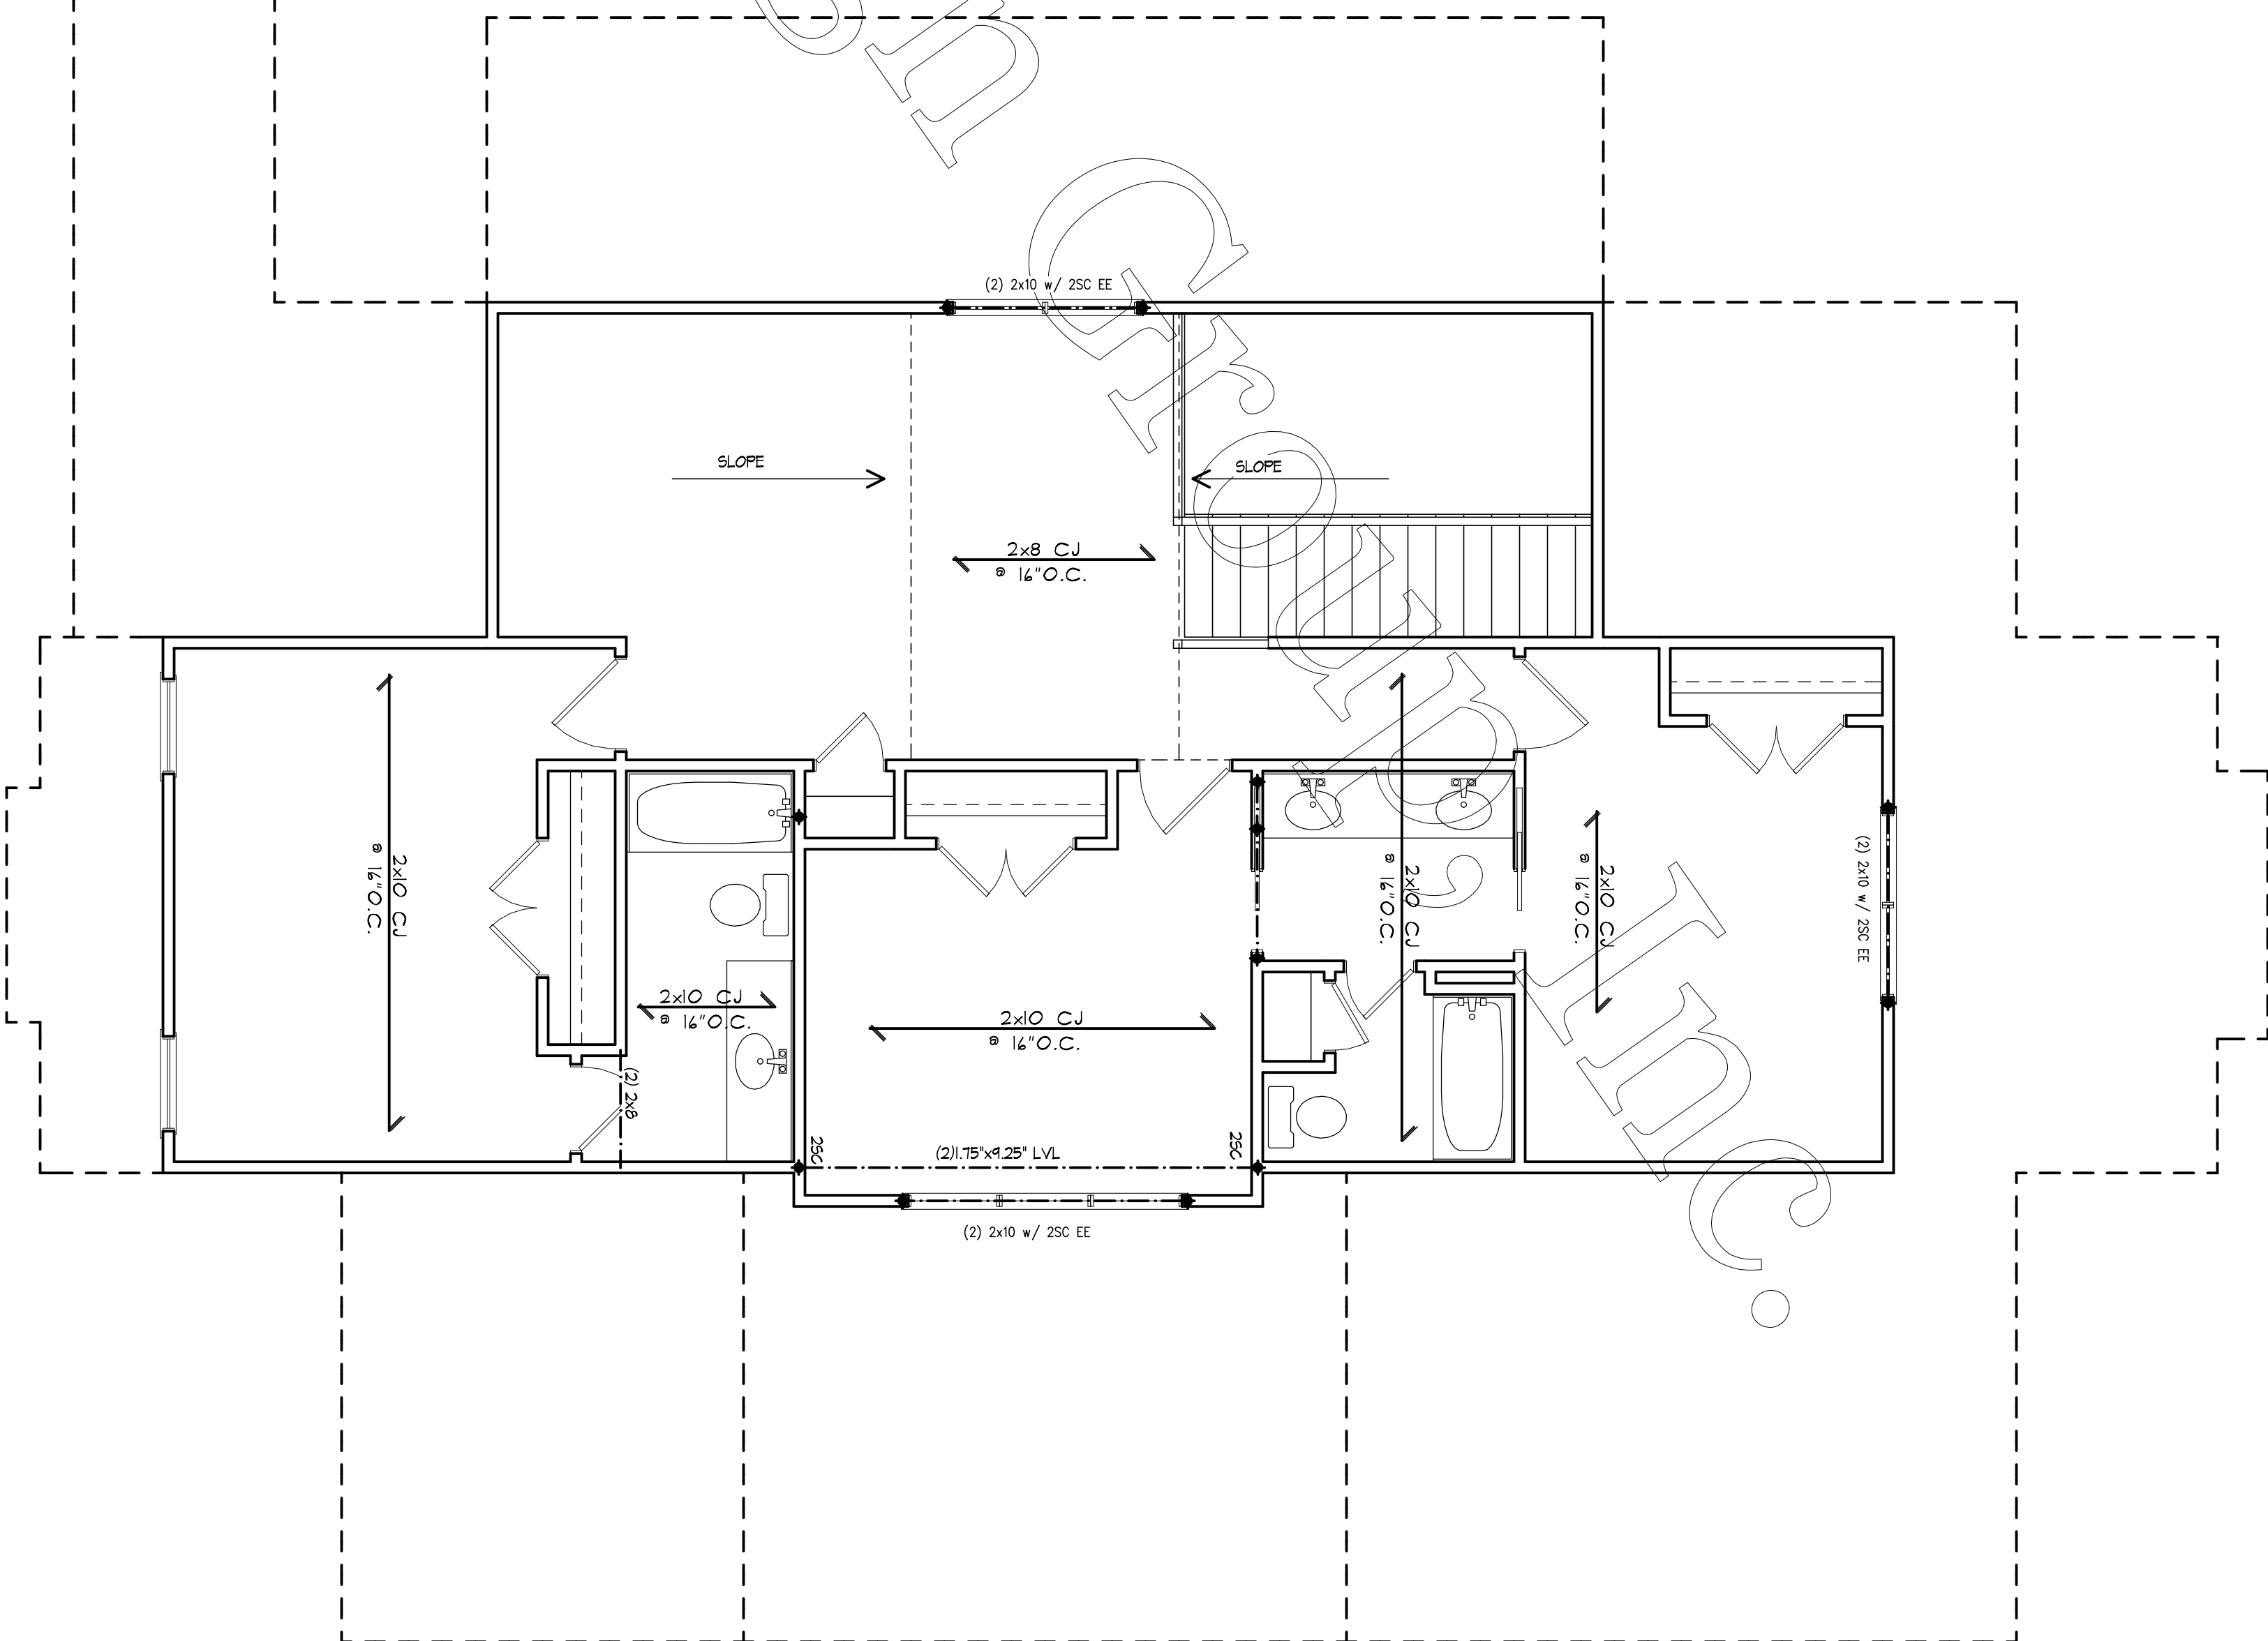 n Group, Inc.
(2) 2x10 w/ 2SC EE
SLOPE
SLOPE
2x8 CJ
@ 16"O.C.
2x10 CJ
@ 16"O.C.
2x10 CJ
@ 16"O.C.
2x10 CJ
@ 16"O.C.
(2) 2x10 w/ 2SC EE
2x10 CJ
@ 16"O.C.
2x10 CJ
@ 16"O.C.
(2) 2x8
2SC
(2)1.75"x9.25" LVL
2SC
(2) 2x10 w/ 2SC EE